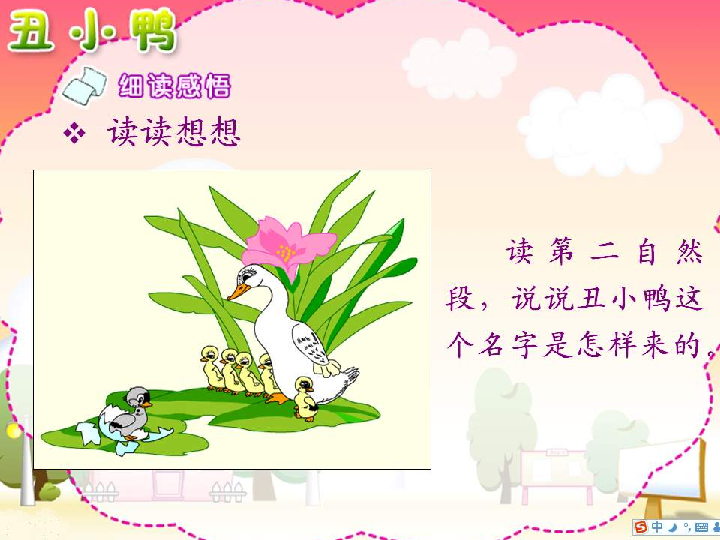 丑小鸭
细读感悟
❖ 读读想想
读第二自然
段，说说丑小鸭这
个名字是怎样来的。
中